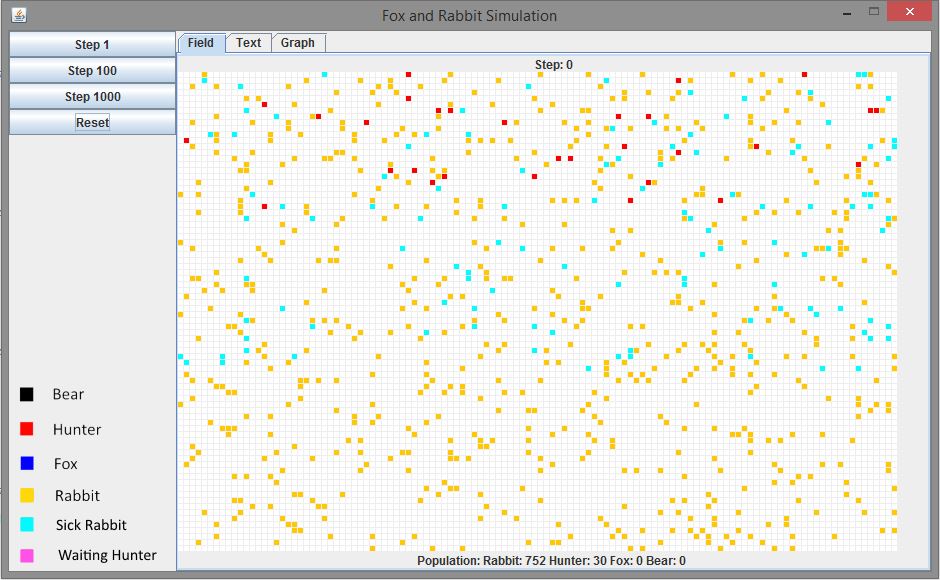 Fox and Rabbit Simulation
Step 1
Step 100
Step 1000
Reset
Field Text Graph
Step: 0
Bear
Hunter
Fox
Rabbit
Sick Rabbit
Waiting Hunter
Population: Rabbit: 752 Hunter: 30 Fox: 0 Bear: 0